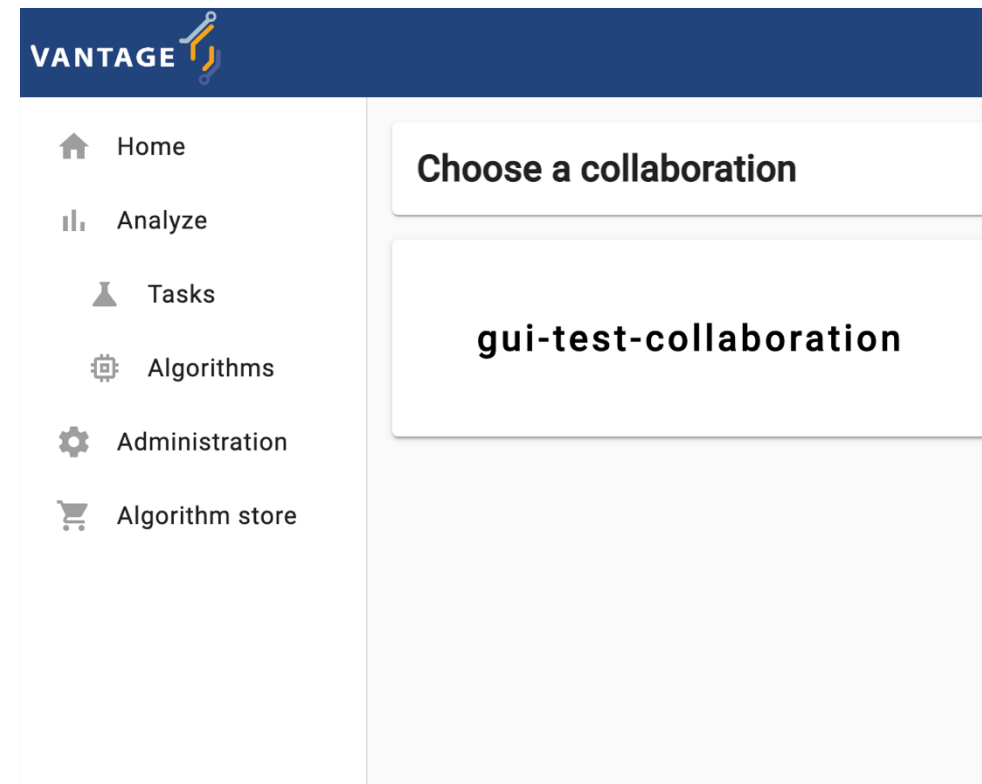 VANTAGE
Home
Analyze
Tasks
Algorithms
Administration
Algorithm store
Choose a collaboration
gui-test-collaboration